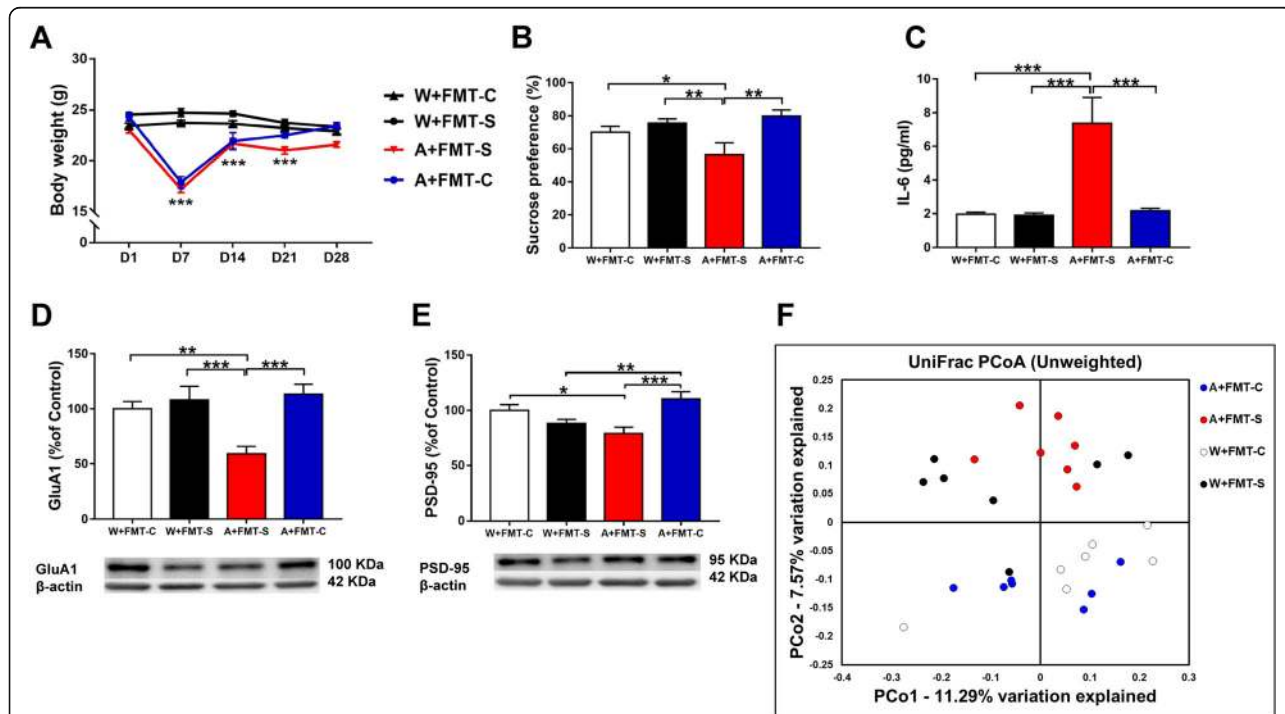 A
Body weight (g)
30
25
20
15
0
D1 D7 D14 D21 D28
*** *** ***
W+FMT-C
W+FMT-S
A+FMT-S
A+FMT-C
B
Sucrose preference (%)
100
80
60
40
20
0
*
** **
W+FMT-C W+FMT-S A+FMT-S A+FMT-C
C
IL-6 (pg/ml)
10
8
6
4
2
0
***
*** ***
W+FMT-C W+FMT-S A+FMT-S A+FMT-C
D
GluA1 (%of Control)
150
100
50
0
**
*** ***
W+FMT-C W+FMT-S A+FMT-S A+FMT-C
GluA1 100 KDa
β-actin 42 KDa
E
PSD-95 (%of Control)
150
100
50
0
**
* ***
W+FMT-C W+FMT-S A+FMT-S A+FMT-C
PSD-95 95 KDa
β-actin 42 KDa
F
UniFrac PCoA (Unweighted)
PCo2 - 7.57% variation explained
0.25
0.2
0.15
0.1
0.05
0
-0.05
-0.1
-0.15
-0.2
-0.25
-0.4 -0.3 -0.2 -0.1 0 0.1 0.2 0.3
PCo1 - 11.29% variation explained
A+FMT-C
A+FMT-S
W+FMT-C
W+FMT-S